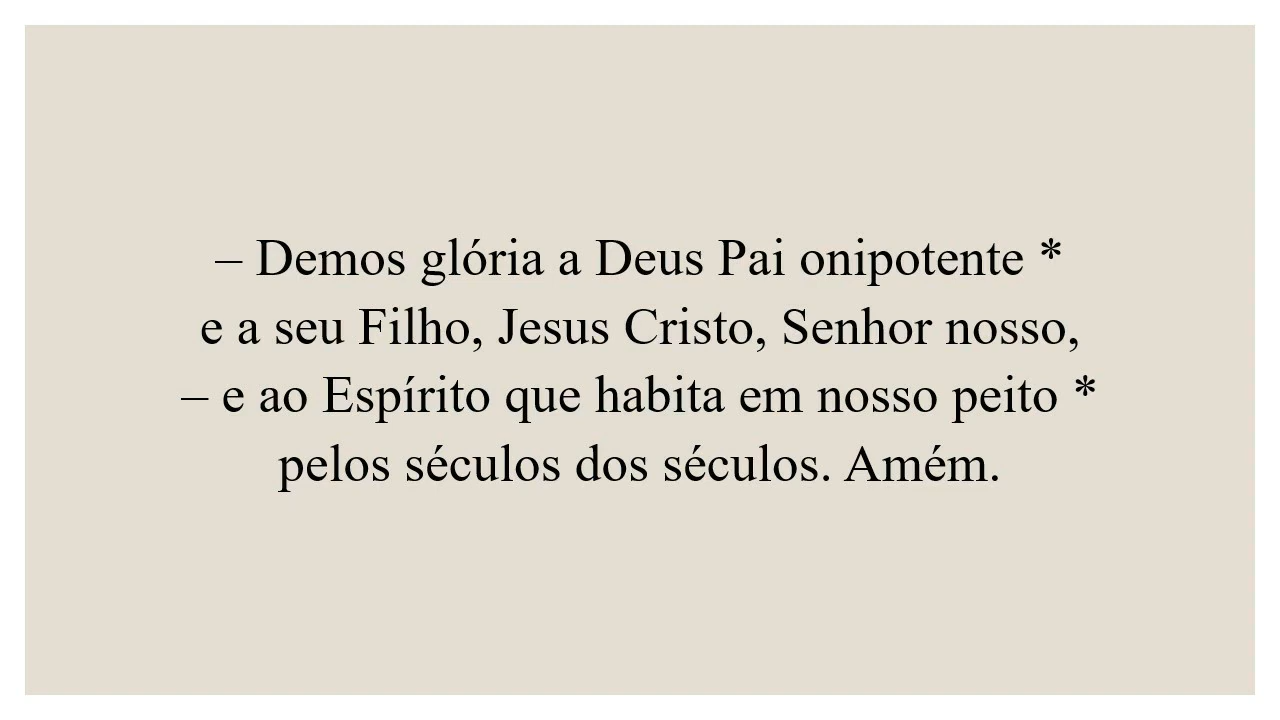 – Demos glória a Deus Pai onipotente *
e a seu Filho, Jesus Cristo, Senhor nosso,
– e ao Espírito que habita em nosso peito *
pelos séculos dos séculos. Amém.